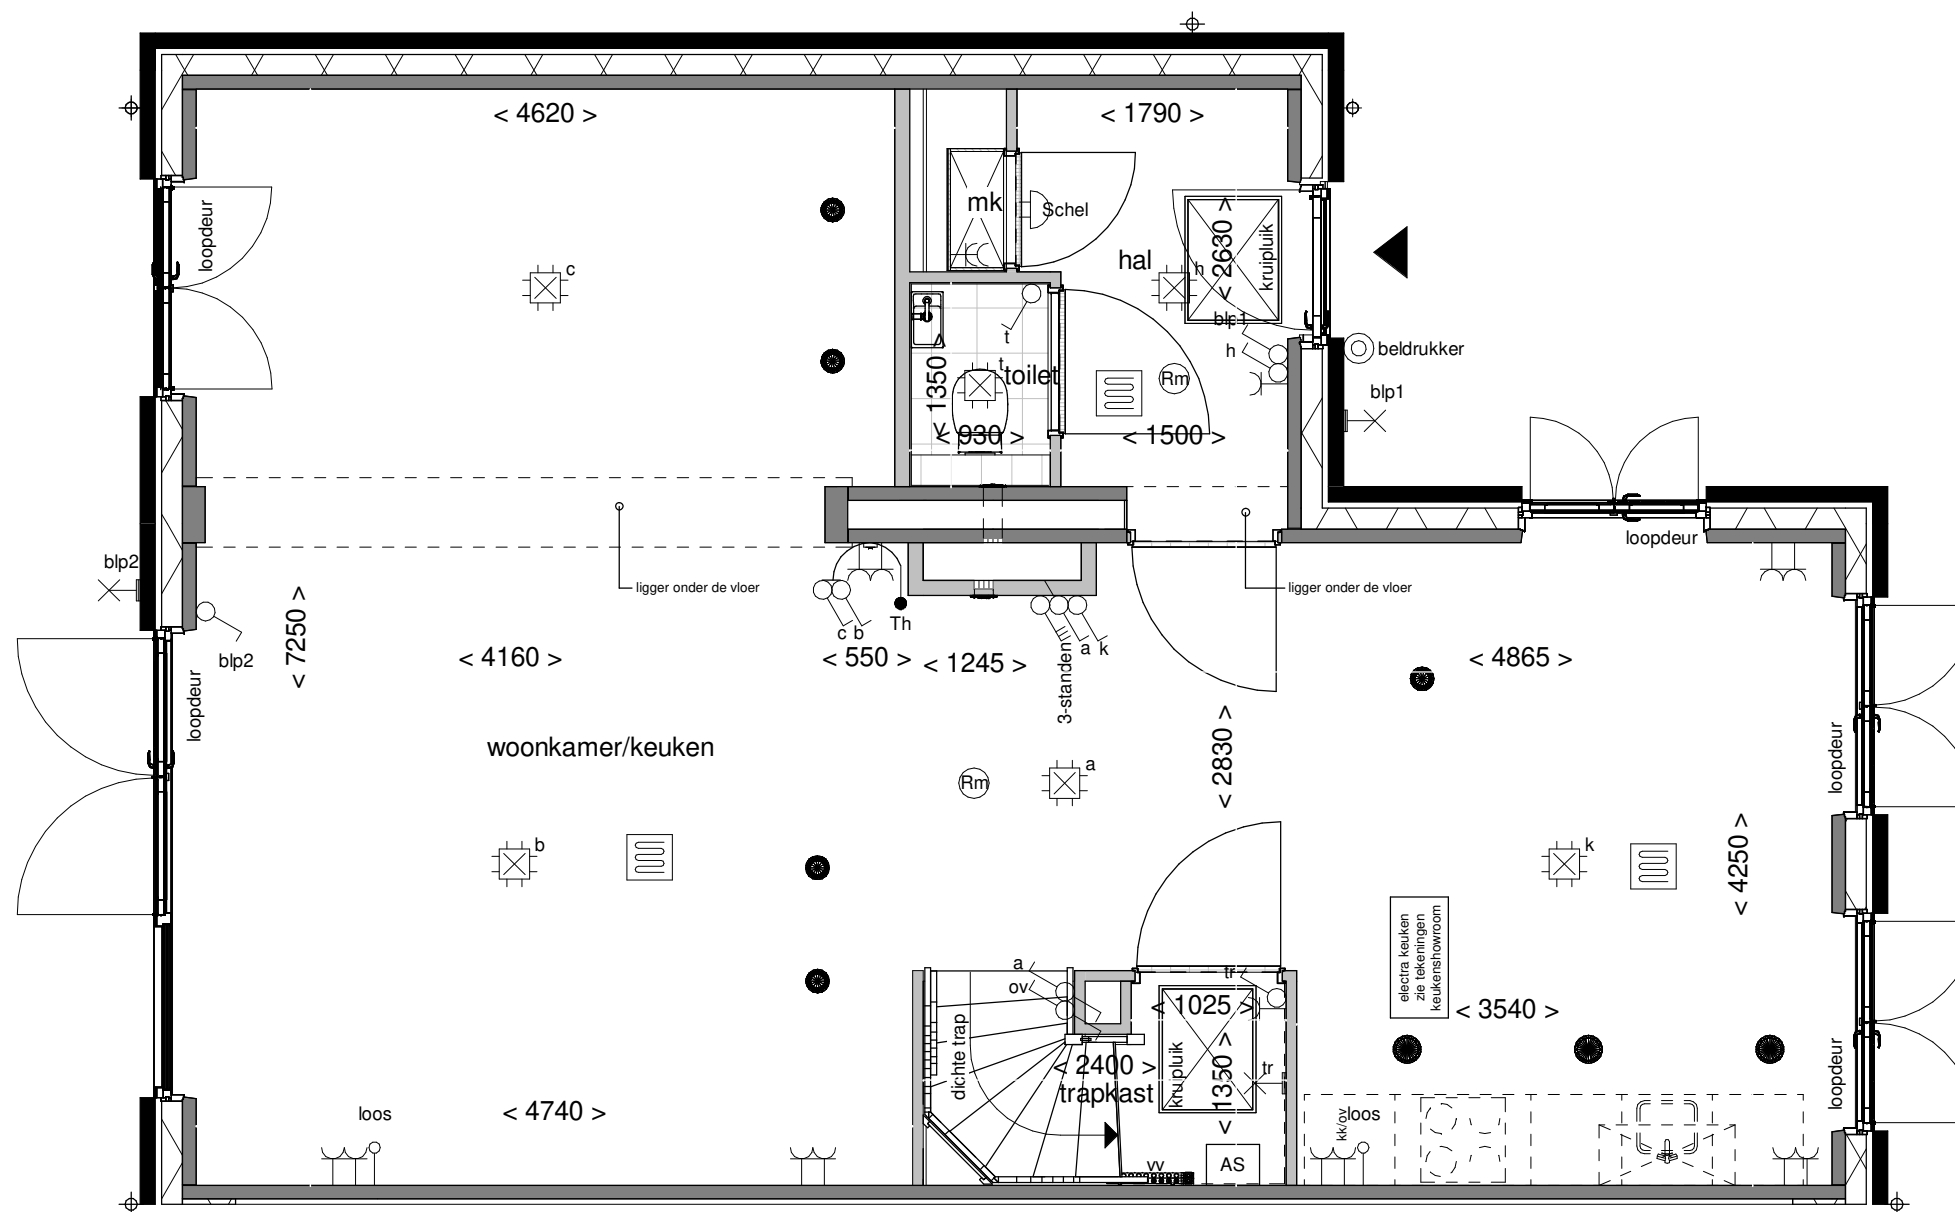 < 4620 >
< 1790 >
loopdeur
mk
Schel
c
hal
h
< 2630 >
kruipluik
blp1
h
t
t
toilet
< 1350 >
< 930 >
Rm
< 1500 >
beldrukker
blp1
loopdeur
blp2
blp2
ligger onder de vloer
ligger onder de vloer
c b
Th
a k
3-standen
< 7250 >
< 4160 >
< 550 >
< 1245 >
< 4865 >
loopdeur
woonkamer/keuken
Rm
a
< 2830 >
loopdeur
b
k
< 4250 >
electra keuken
zie tekeningen
keukenshowroom
a
ov
tr
< 1025 >
< 3540 >
dichte trap
< 2400 >
trapkast
kruipluik
< 1350 >
tr
loopdeur
loos
< 4740 >
kk/ov
loos
vv
AS